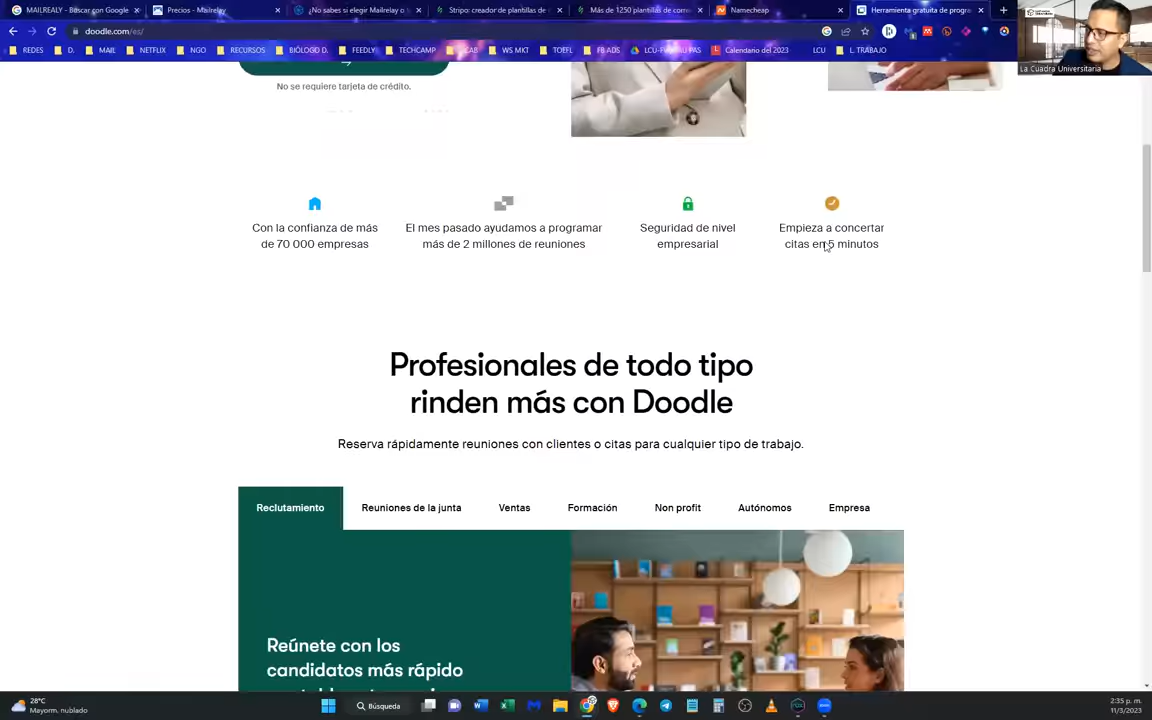 MAILREALY - Buscar con Google
Precios - Mailrelay
¿No sabes si elegir Mailrelay o
Stripo: creador de plantillas de
Más de 1250 plantillas de corre
Namecheap
Herramienta gratuita de progra
doodle.com/es/
REDES
D.
MAIL
NETFLIX
NGO
RECURSOS
BIÓLOGO D.
FEEDLY
TECHCAMP
WS MKT
TOEFL
FB ADS
Calendario del 2023
LCU
L. TRABAJO
La Cuadra Universitaria
No se requiere tarjeta de crédito.
Con la confianza de más
de 70 000 empresas
El mes pasado ayudamos a programar
más de 2 millones de reuniones
Seguridad de nivel
empresarial
Empieza a concertar
citas en 5 minutos
Profesionales de todo tipo
rinden más con Doodle
Reserva rápidamente reuniones con clientes o citas para cualquier tipo de trabajo.
Reclutamiento
Reuniones de la junta
Ventas
Formación
Non profit
Autónomos
Empresa
Reúnete con los
candidatos más rápido
28°C
Mayorm. nublado
Búsqueda
2:35 p. m.
11/3/2023